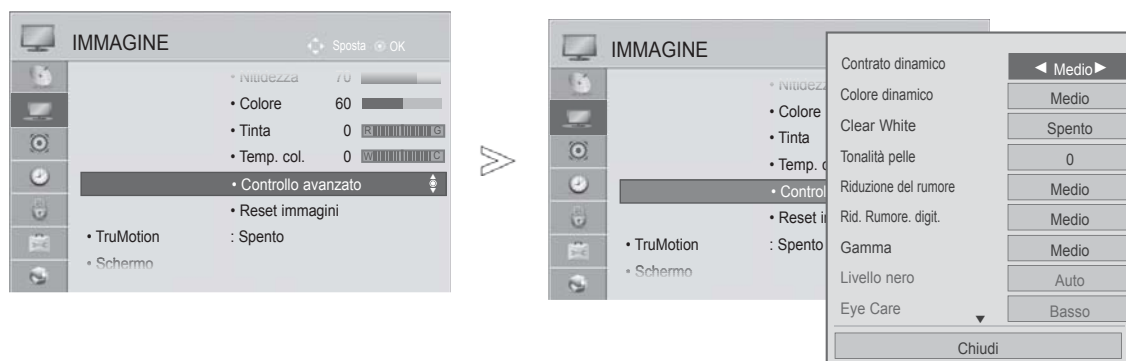 IMMAGINE Sposta OK
• Nitidezza 70
• Colore 60
• Tinta 0 R G
• Temp. col. 0 W C
• Controllo avanzato
• Reset immagini
• TruMotion : Spento
• Schermo
IMMAGINE
• Nitidezz
• Colore
• Tinta
• Temp. c
• Control
• Reset i
• TruMotion : Spento
• Schermo
Contrato dinamico ◄ Medio ►
Colore dinamico Medio
Clear White Spento
Tonalità pelle 0
Riduzione del rumore Medio
Rid. Rumore. digit. Medio
Gamma Medio
Livello nero Auto
Eye Care Basso
Chiudi